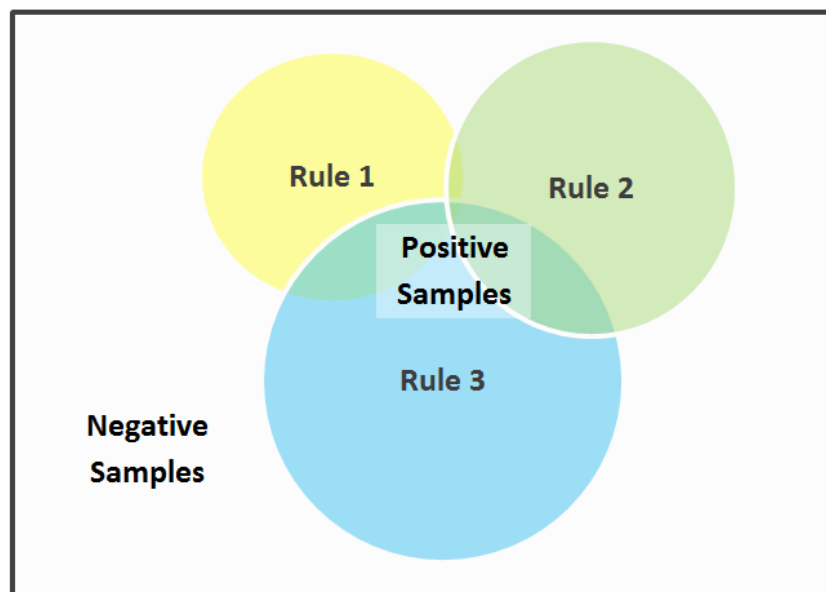 Rule 1
Rule 2
Positive
Samples
Rule 3
Negative
Samples